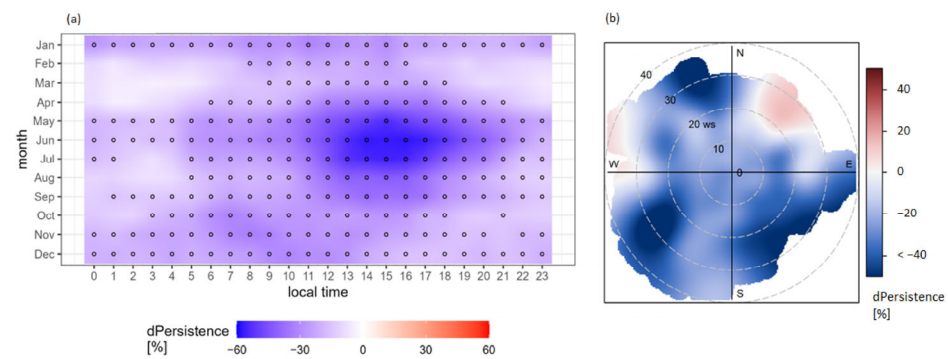 (a)
(b)
month
Jan
Feb
Mar
Apr
May
Jun
Jul
Aug
Sep
Oct
Nov
Dec
0 1 2 3 4 5 6 7 8 9 10 11 12 13 14 15 16 17 18 19 20 21 22 23
local time
dPersistence
[%]
−60 −30 0 30 60
N
40
30
20 ws
10
W
0
E
S
40
20
0
−20
< −40
dPersistence
[%]